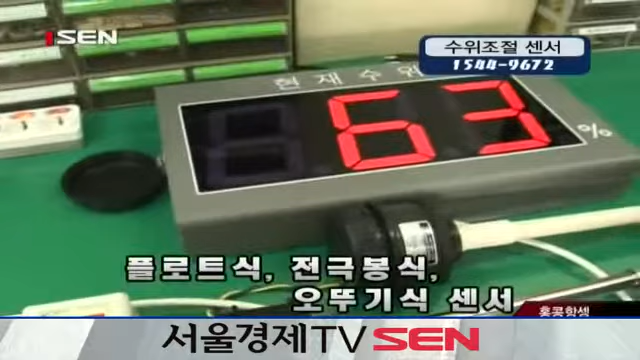 SEN
수위조절 센서
1544-9672
현재수위
63
%
플로트식, 전극봉식,
오뚜기식 센서
서울경제TV SEN